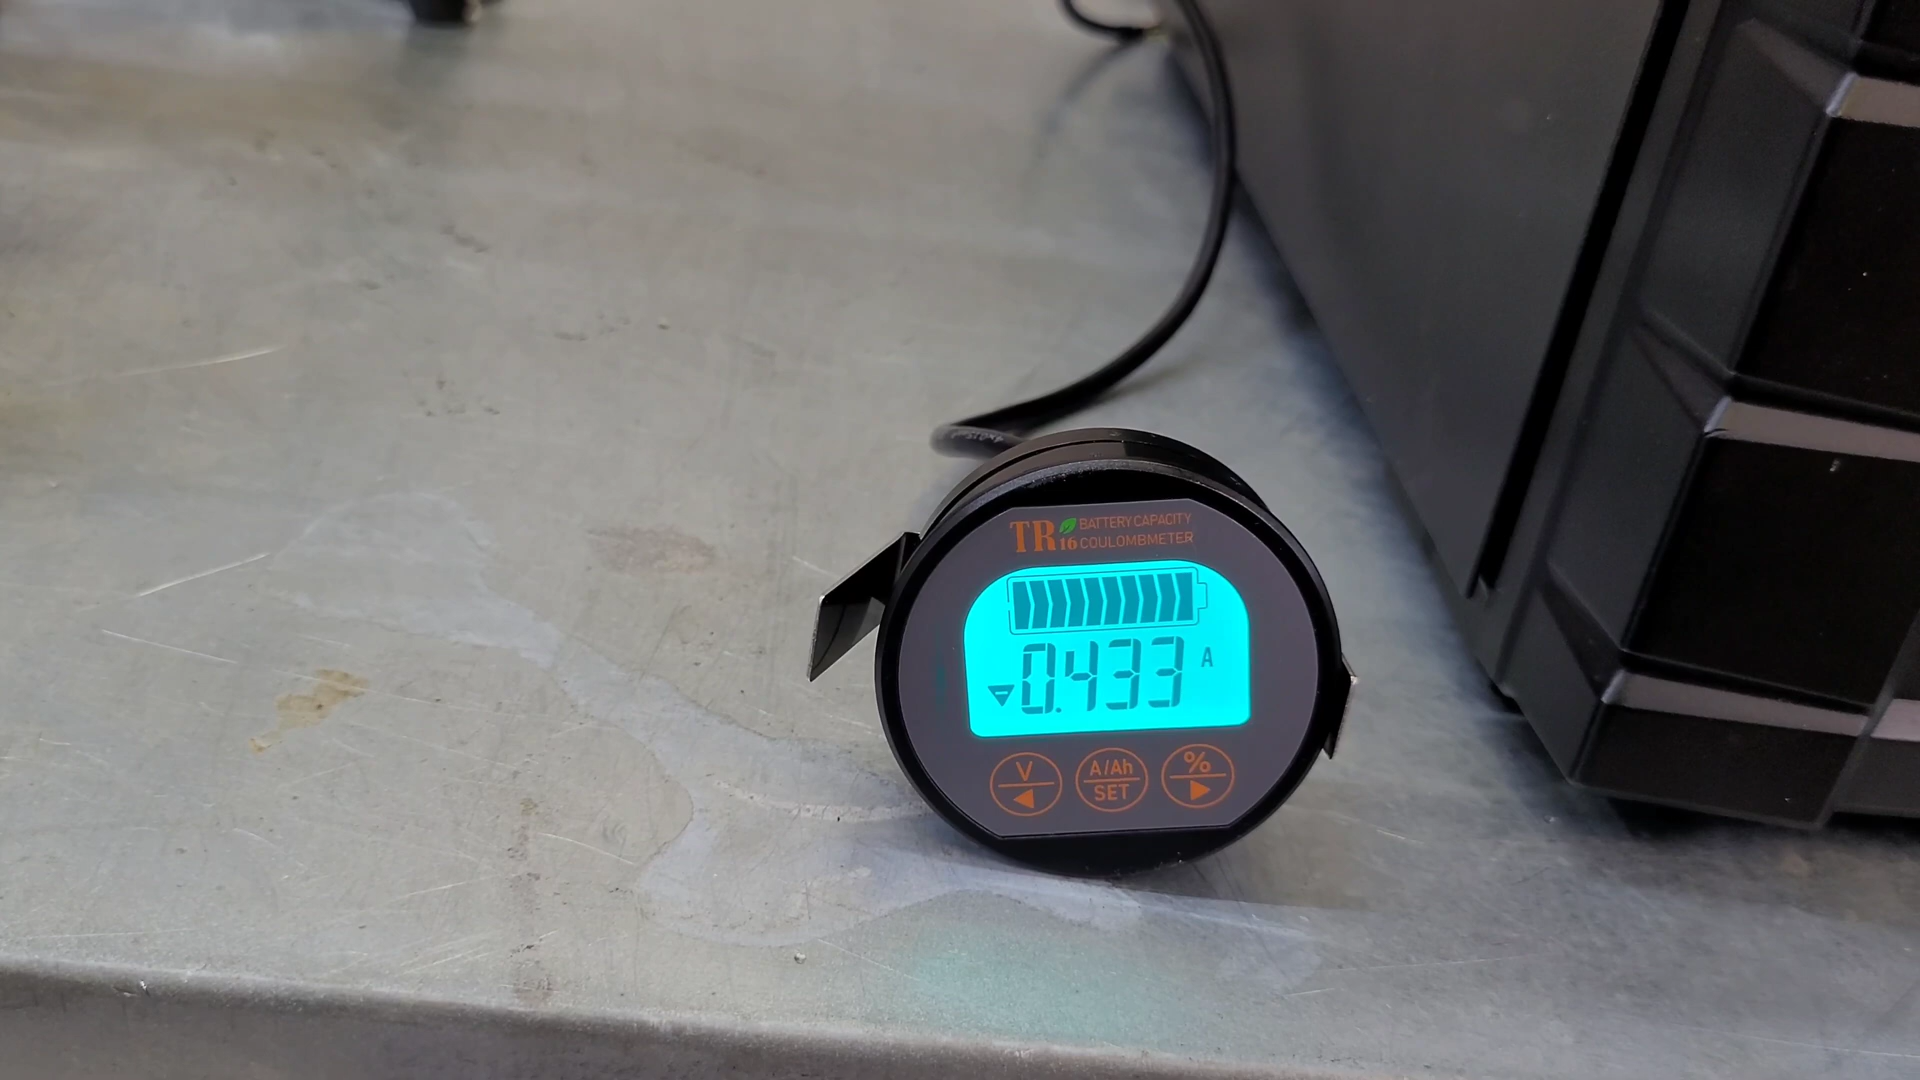 TR16 BATTERY CAPACITY
COULOMBMETER
0.433 A
V A/Ah %
SET